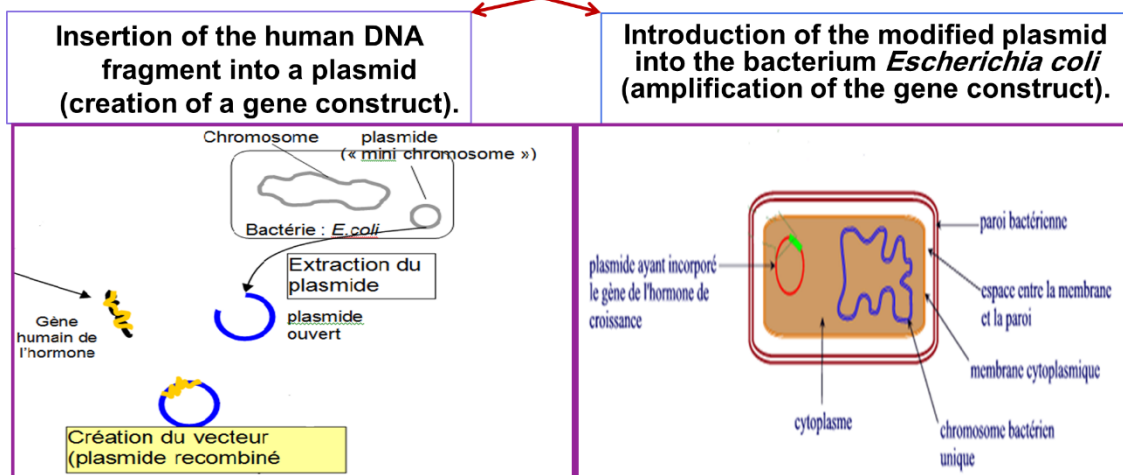 Insertion of the human DNA
fragment into a plasmid
(creation of a gene construct).
Introduction of the modified plasmid
into the bacterium Escherichia coli
(amplification of the gene construct).
Chromosome
plasmide
(« mini chromosome »)
Bactérie : E.coli
Extraction du
plasmide
plasmide
ouvert
Gène
humain de
l'hormone
Création du vecteur
(plasmide recombiné
paroi bactérienne
plasmide ayant incorporé
le gène de l'hormone de
croissance
espace entre la membrane
et la paroi
membrane cytoplasmique
cytoplasme
chromosome bactérien
unique